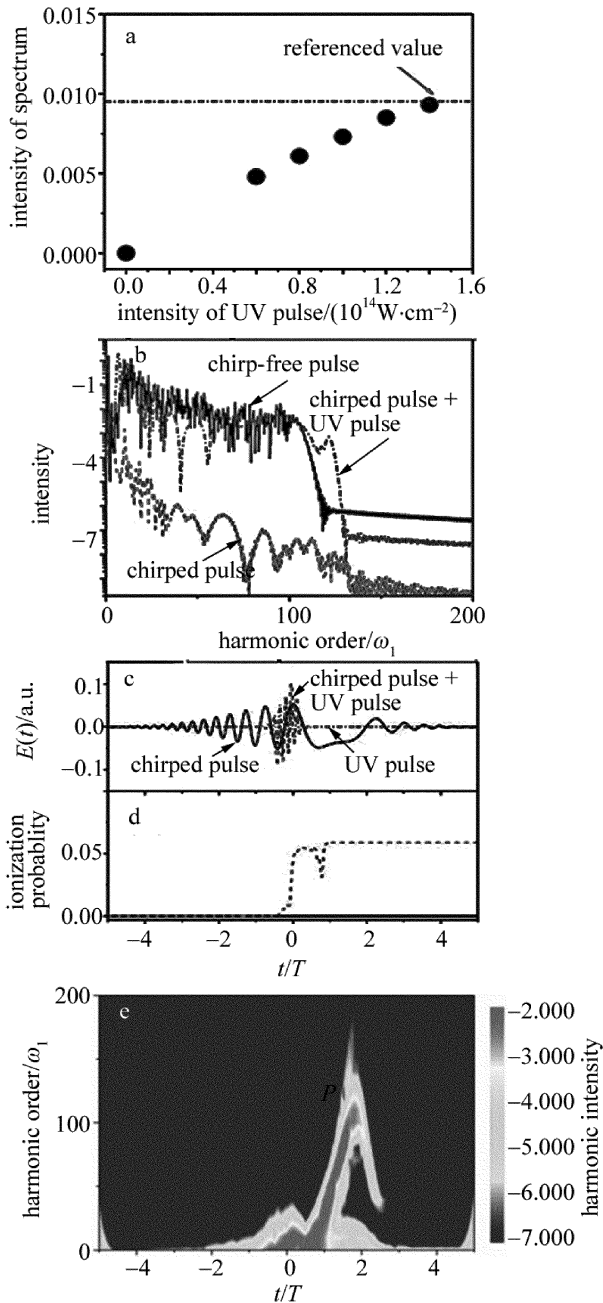 a
referenced value
0.015
0.010
0.005
0.000
intensity of spectrum
0.0 0.4 0.8 1.2 1.6
intensity of UV pulse/(10¹⁴W·cm⁻²)
b
chirp-free pulse
chirped pulse +
UV pulse
chirped pulse
−1
−4
−7
intensity
0 100 200
harmonic order/ω₁
c
chirped pulse +
UV pulse
chirped pulse
UV pulse
0.1
0.0
−0.1
E(t)/a.u.
d
0.05
0.00
ionization
probablity
−4 −2 0 2 4
t/T
e
P
200
100
0
harmonic order/ω₁
−4 −2 0 2 4
t/T
−2.000
−3.000
−4.000
−5.000
−6.000
−7.000
harmonic intensity